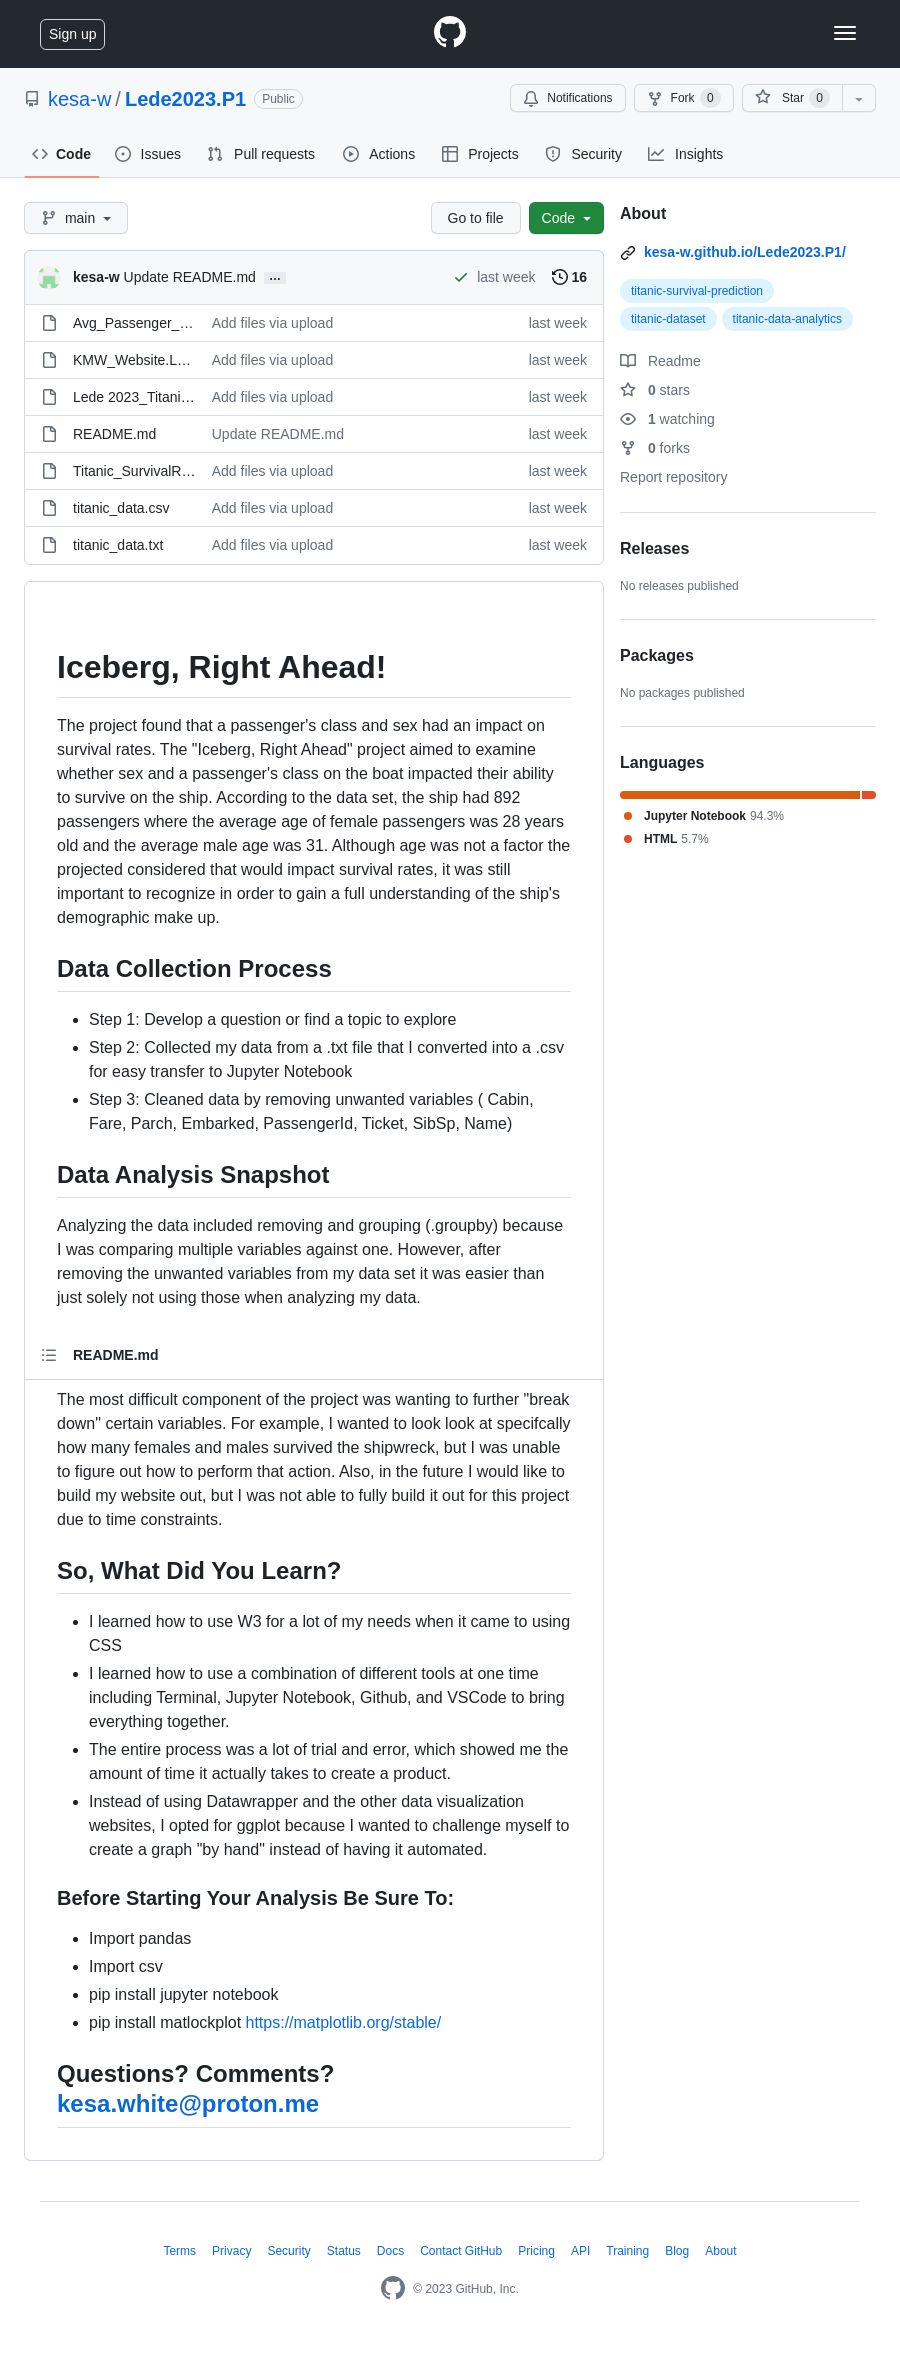 Sign up
kesa-w / Lede2023.P1 Public
Notifications
Fork 0
Star 0
Code
Issues
Pull requests
Actions
Projects
Security
Insights
main
Go to file
Code
kesa-w Update README.md ...
last week
16
Avg_Passenger_… Add files via upload last week
KMW_Website.L… Add files via upload last week
Lede 2023_Titani… Add files via upload last week
README.md Update README.md last week
Titanic_SurvivalR… Add files via upload last week
titanic_data.csv Add files via upload last week
titanic_data.txt Add files via upload last week
Iceberg, Right Ahead!
The project found that a passenger's class and sex had an impact on
survival rates. The "Iceberg, Right Ahead" project aimed to examine
whether sex and a passenger's class on the boat impacted their ability
to survive on the ship. According to the data set, the ship had 892
passengers where the average age of female passengers was 28 years
old and the average male age was 31. Although age was not a factor the
projected considered that would impact survival rates, it was still
important to recognize in order to gain a full understanding of the ship's
demographic make up.
Data Collection Process
• Step 1: Develop a question or find a topic to explore
• Step 2: Collected my data from a .txt file that I converted into a .csv
for easy transfer to Jupyter Notebook
• Step 3: Cleaned data by removing unwanted variables ( Cabin,
Fare, Parch, Embarked, PassengerId, Ticket, SibSp, Name)
Data Analysis Snapshot
Analyzing the data included removing and grouping (.groupby) because
I was comparing multiple variables against one. However, after
removing the unwanted variables from my data set it was easier than
just solely not using those when analyzing my data.
README.md
The most difficult component of the project was wanting to further "break
down" certain variables. For example, I wanted to look look at specifcally
how many females and males survived the shipwreck, but I was unable
to figure out how to perform that action. Also, in the future I would like to
build my website out, but I was not able to fully build it out for this project
due to time constraints.
So, What Did You Learn?
• I learned how to use W3 for a lot of my needs when it came to using
CSS
• I learned how to use a combination of different tools at one time
including Terminal, Jupyter Notebook, Github, and VSCode to bring
everything together.
• The entire process was a lot of trial and error, which showed me the
amount of time it actually takes to create a product.
• Instead of using Datawrapper and the other data visualization
websites, I opted for ggplot because I wanted to challenge myself to
create a graph "by hand" instead of having it automated.
Before Starting Your Analysis Be Sure To:
• Import pandas
• Import csv
• pip install jupyter notebook
• pip install matlockplot https://matplotlib.org/stable/
Questions? Comments?
kesa.white@proton.me
About
kesa-w.github.io/Lede2023.P1/
titanic-survival-prediction
titanic-dataset titanic-data-analytics
Readme
0 stars
1 watching
0 forks
Report repository
Releases
No releases published
Packages
No packages published
Languages
Jupyter Notebook 94.3%
HTML 5.7%
Terms Privacy Security Status Docs Contact GitHub Pricing API Training Blog About
© 2023 GitHub, Inc.